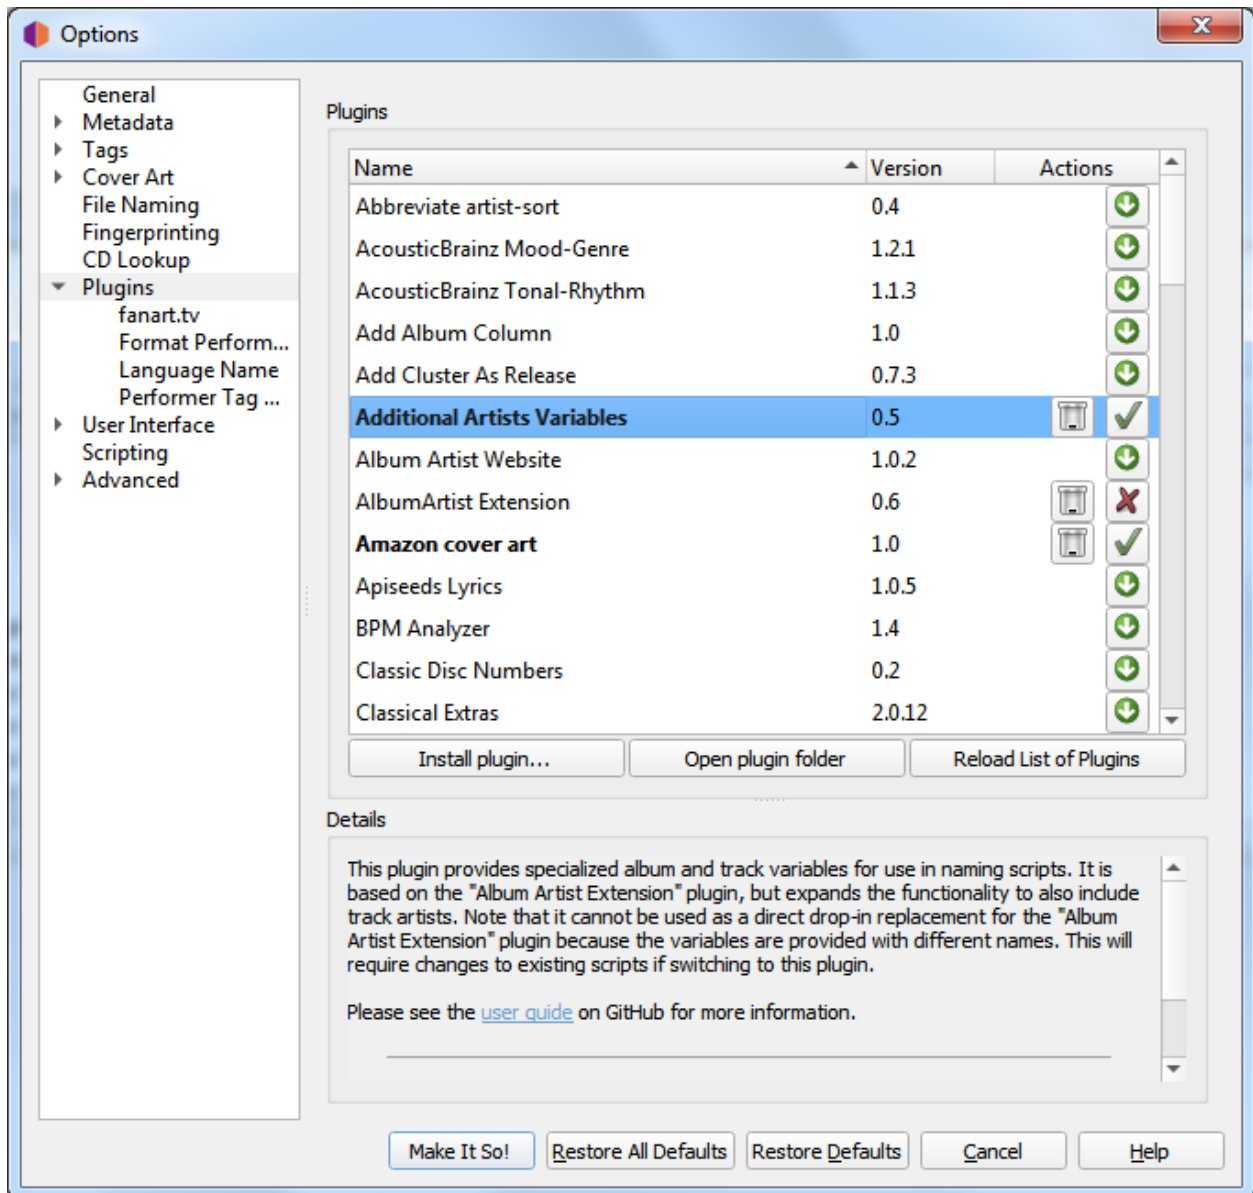 Options
General
Metadata
Tags
Cover Art
File Naming
Fingerprinting
CD Lookup
Plugins
fanart.tv
Format Perform...
Language Name
Performer Tag ...
User Interface
Scripting
Advanced
Plugins
Name Version Actions
Abbreviate artist-sort 0.4
AcousticBrainz Mood-Genre 1.2.1
AcousticBrainz Tonal-Rhythm 1.1.3
Add Album Column 1.0
Add Cluster As Release 0.7.3
Additional Artists Variables 0.5
Album Artist Website 1.0.2
AlbumArtist Extension 0.6
Amazon cover art 1.0
Apiseeds Lyrics 1.0.5
BPM Analyzer 1.4
Classic Disc Numbers 0.2
Classical Extras 2.0.12
Install plugin... Open plugin folder Reload List of Plugins
Details
This plugin provides specialized album and track variables for use in naming scripts. It is
based on the "Album Artist Extension" plugin, but expands the functionality to also include
track artists. Note that it cannot be used as a direct drop-in replacement for the "Album
Artist Extension" plugin because the variables are provided with different names. This will
require changes to existing scripts if switching to this plugin.
Please see the user guide on GitHub for more information.
Make It So! Restore All Defaults Restore Defaults Cancel Help